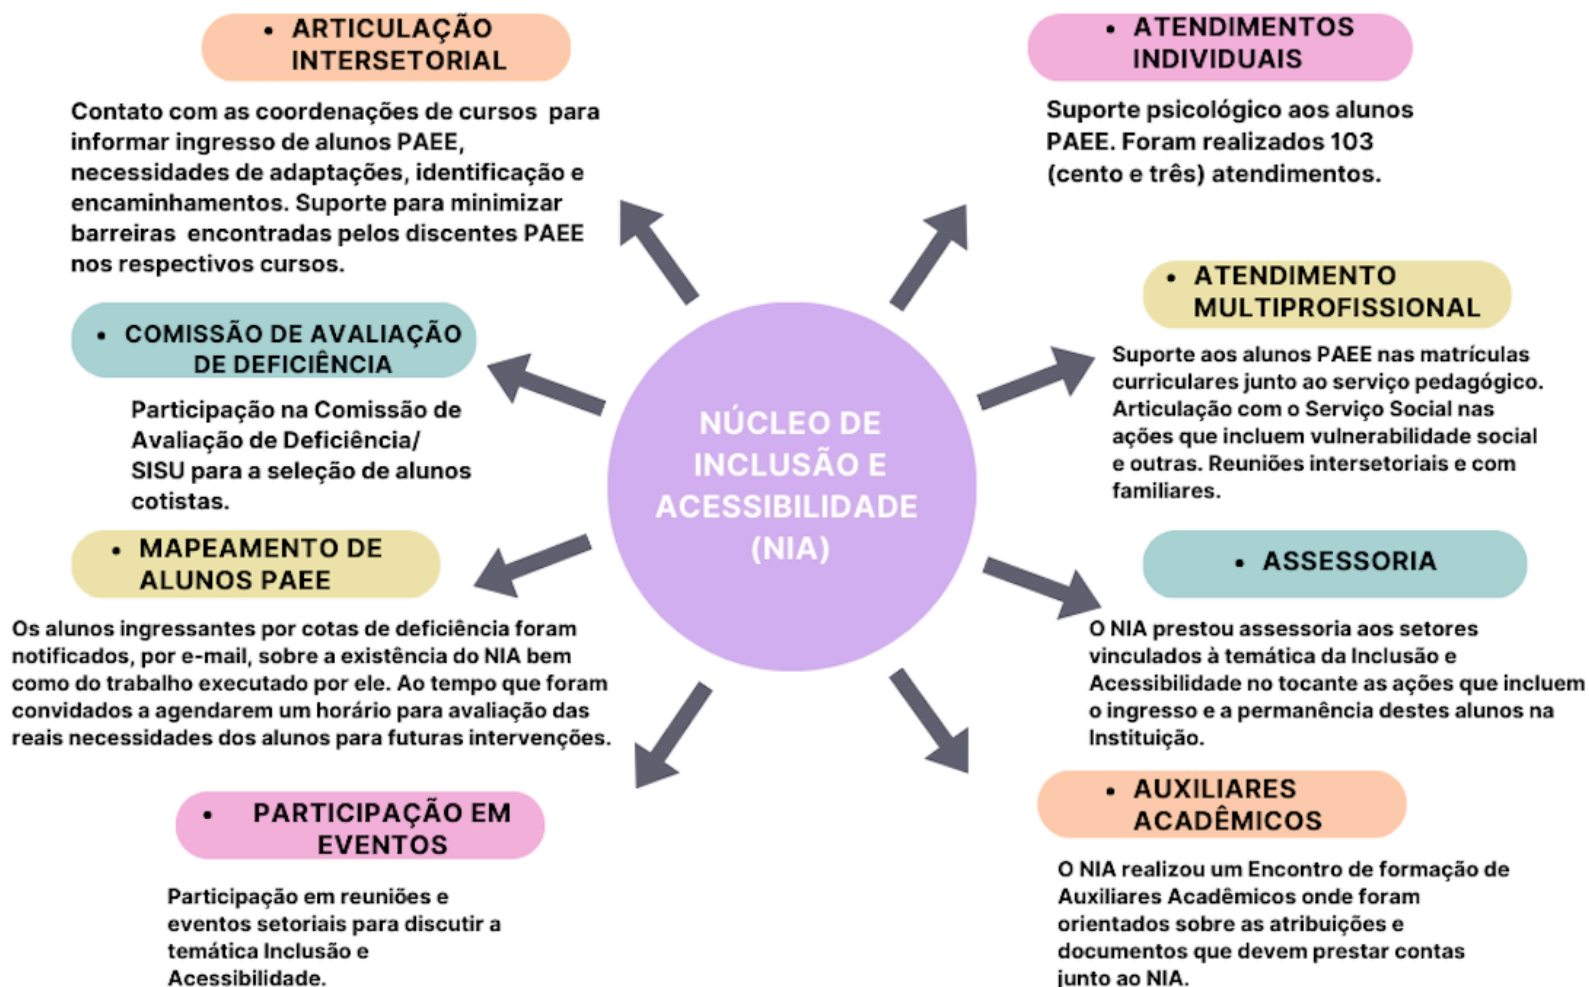 • ARTICULAÇÃO
INTERSETORIAL
Contato com as coordenações de cursos para
informar ingresso de alunos PAEE,
necessidades de adaptações, identificação e
encaminhamentos. Suporte para minimizar
barreiras encontradas pelos discentes PAEE
nos respectivos cursos.
• COMISSÃO DE AVALIAÇÃO
DE DEFICIÊNCIA
Participação na Comissão de
Avaliação de Deficiência/
SISU para a seleção de alunos
cotistas.
• MAPEAMENTO DE
ALUNOS PAEE
Os alunos ingressantes por cotas de deficiência foram
notificados, por e-mail, sobre a existência do NIA bem
como do trabalho executado por ele. Ao tempo que foram
convidados a agendarem um horário para avaliação das
reais necessidades dos alunos para futuras intervenções.
• PARTICIPAÇÃO EM
EVENTOS
Participação em reuniões e
eventos setoriais para discutir a
temática Inclusão e
Acessibilidade.
NÚCLEO DE
INCLUSÃO E
ACESSIBILIDADE
(NIA)
• ATENDIMENTOS
INDIVIDUAIS
Suporte psicológico aos alunos
PAEE. Foram realizados 103
(cento e três) atendimentos.
• ATENDIMENTO
MULTIPROFISSIONAL
Suporte aos alunos PAEE nas matrículas
curriculares junto ao serviço pedagógico.
Articulação com o Serviço Social nas
ações que incluem vulnerabilidade social
e outras. Reuniões intersetoriais e com
familiares.
• ASSESSORIA
O NIA prestou assessoria aos setores
vinculados à temática da Inclusão e
Acessibilidade no tocante as ações que incluem
o ingresso e a permanência destes alunos na
Instituição.
• AUXILIARES
ACADÊMICOS
O NIA realizou um Encontro de formação de
Auxiliares Acadêmicos onde foram
orientados sobre as atribuições e
documentos que devem prestar contas
junto ao NIA.